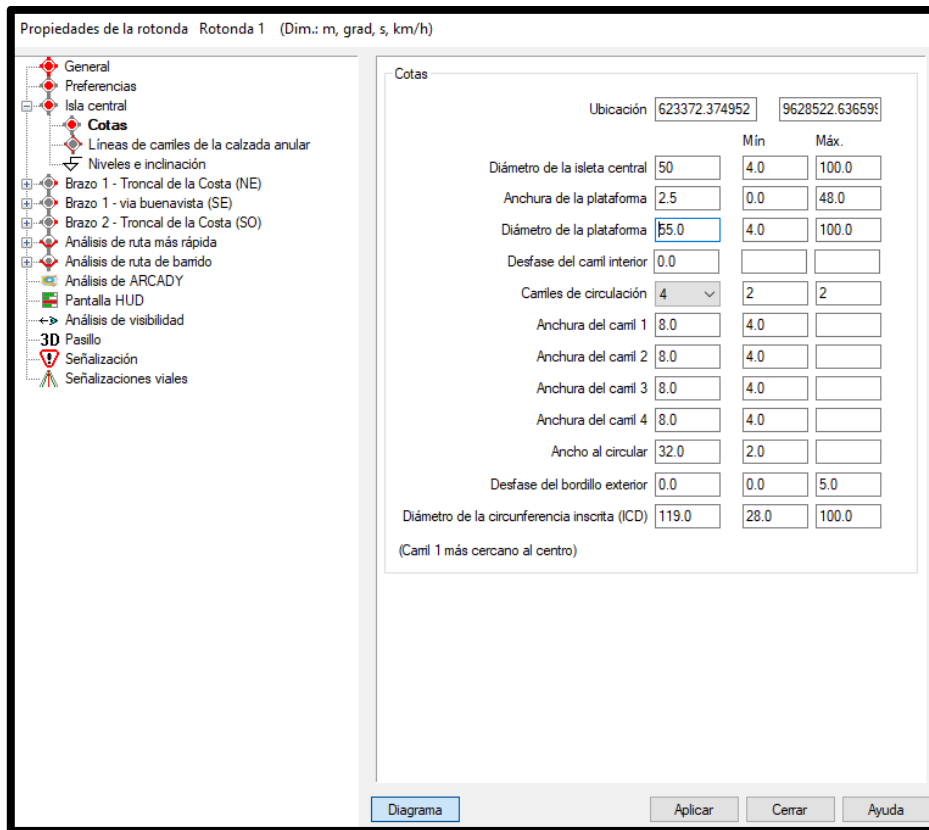 Propiedades de la rotonda Rotonda 1 (Dim.: m, grad, s, km/h)
General
Preferencias
Isla central
Cotas
Líneas de carriles de la calzada anular
Niveles e inclinación
Brazo 1 - Troncal de la Costa (NE)
Brazo 1 - via buenavista (SE)
Brazo 2 - Troncal de la Costa (SO)
Análisis de ruta más rápida
Análisis de ruta de barrido
Análisis de ARCADY
Pantalla HUD
Análisis de visibilidad
3D Pasillo
Señalización
Señalizaciones viales
Cotas
Ubicación 623372.374952 9628522.636599
Mín Máx.
Diámetro de la isleta central 50 4.0 100.0
Anchura de la plataforma 2.5 0.0 48.0
Diámetro de la plataforma 55.0 4.0 100.0
Desfase del carril interior 0.0
Carriles de circulación 4 2 2
Anchura del carril 1 8.0 4.0
Anchura del carril 2 8.0 4.0
Anchura del carril 3 8.0 4.0
Anchura del carril 4 8.0 4.0
Ancho al circular 32.0 2.0
Desfase del bordillo exterior 0.0 0.0 5.0
Diámetro de la circunferencia inscrita (ICD) 119.0 28.0 100.0
(Carril 1 más cercano al centro)
Diagrama Aplicar Cerrar Ayuda